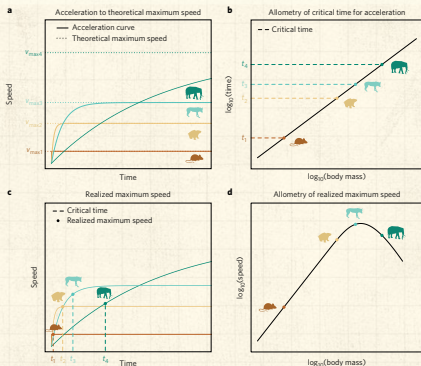 a Acceleration to theoretical maximum speed
Acceleration curve
Theoretical maximum speed
vmax4
vmax3
vmax2
vmax1
Speed
Time
b Allometry of critical time for acceleration
Critical time
t4
t3
t2
t1
log10(time)
log10(body mass)
c Realized maximum speed
Critical time
Realized maximum speed
Speed
t1 t2 t3 t4
Time
d Allometry of realized maximum speed
log10(speed)
log10(body mass)